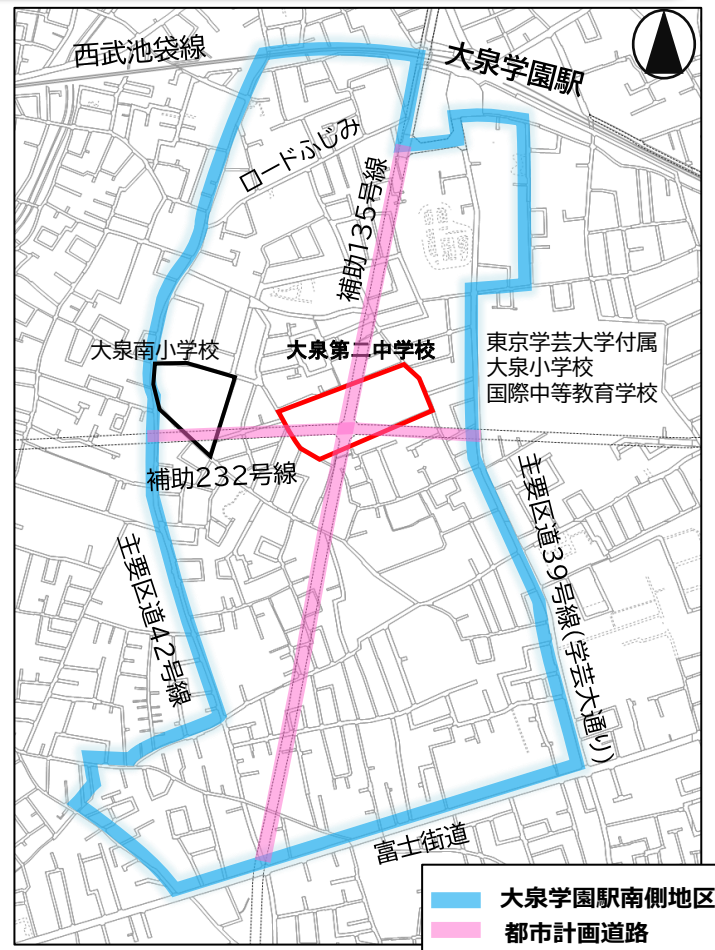 西武池袋線
大泉学園駅
ロードふじみ
補助135号線
大泉南小学校
大泉第二中学校
東京学芸大学付属
大泉小学校
国際中等教育学校
補助232号線
主要区道42号線
主要区道39号線(学芸大通り)
富士街道
大泉学園駅南側地区
都市計画道路